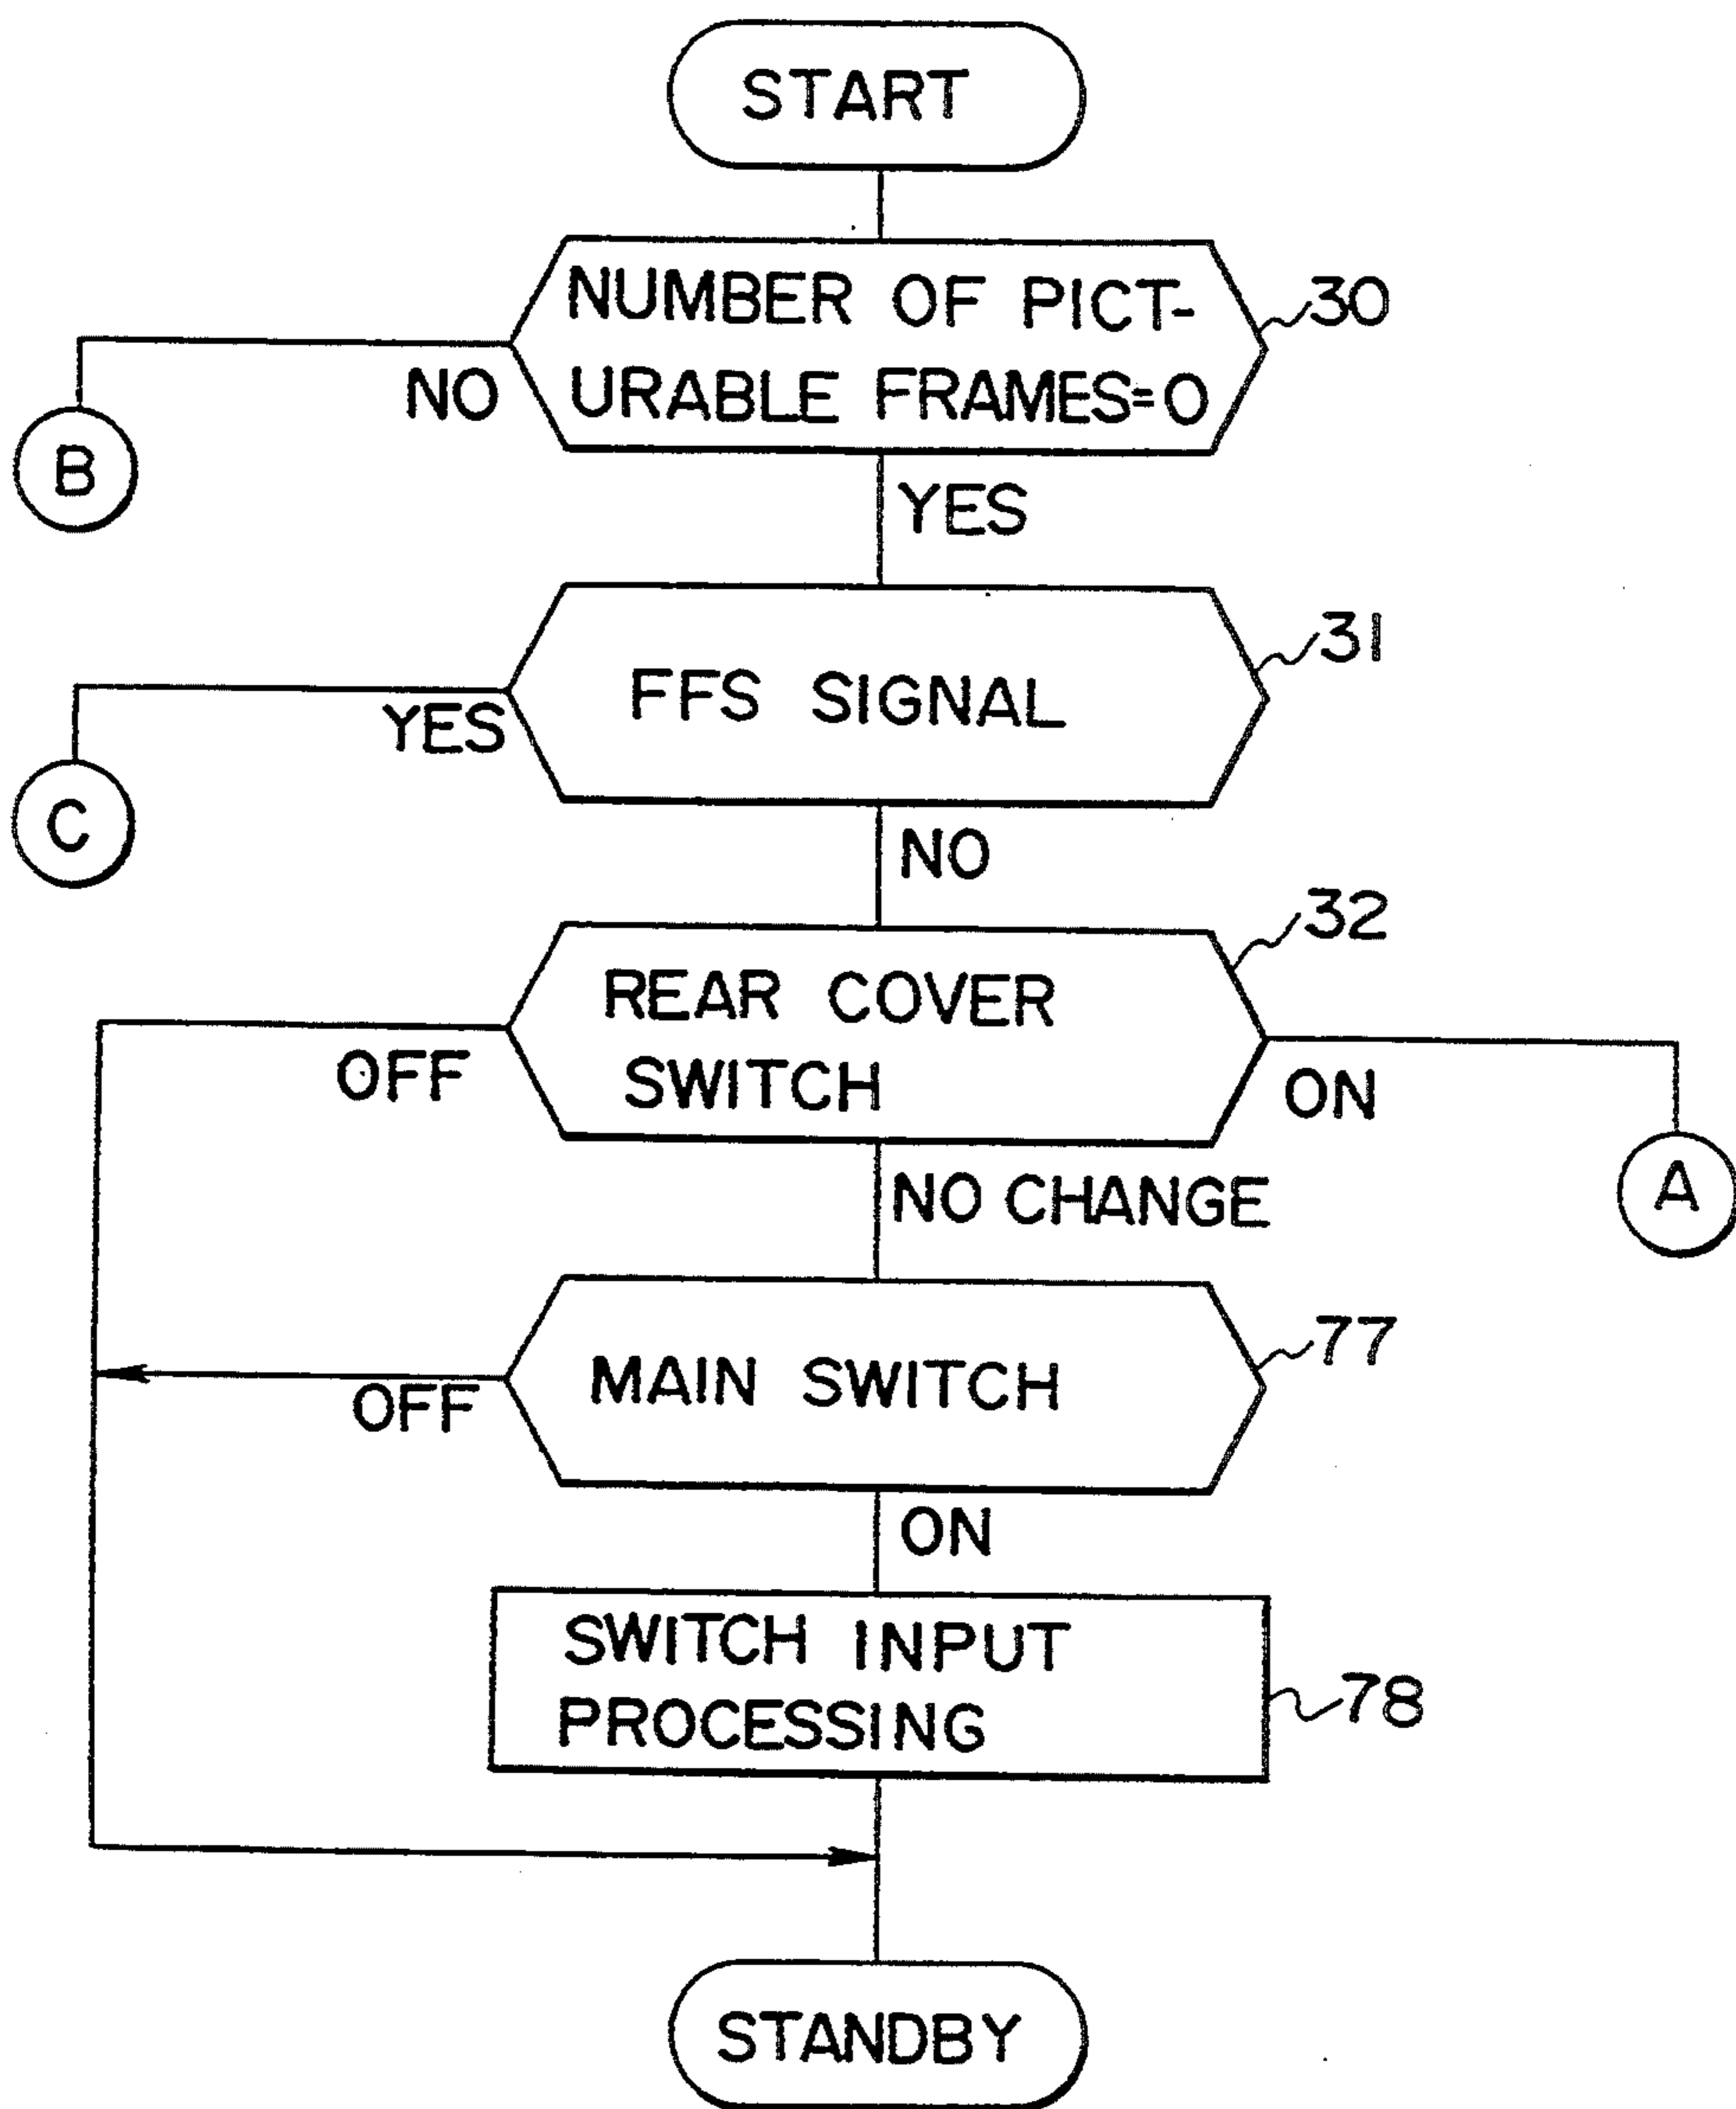 START
NUMBER OF PICT-
URABLE FRAMES=0
30
NO
B
YES
FFS SIGNAL
31
YES
C
NO
REAR COVER
SWITCH
32
OFF
ON
A
NO CHANGE
MAIN SWITCH
77
OFF
ON
SWITCH INPUT
PROCESSING
78
STANDBY